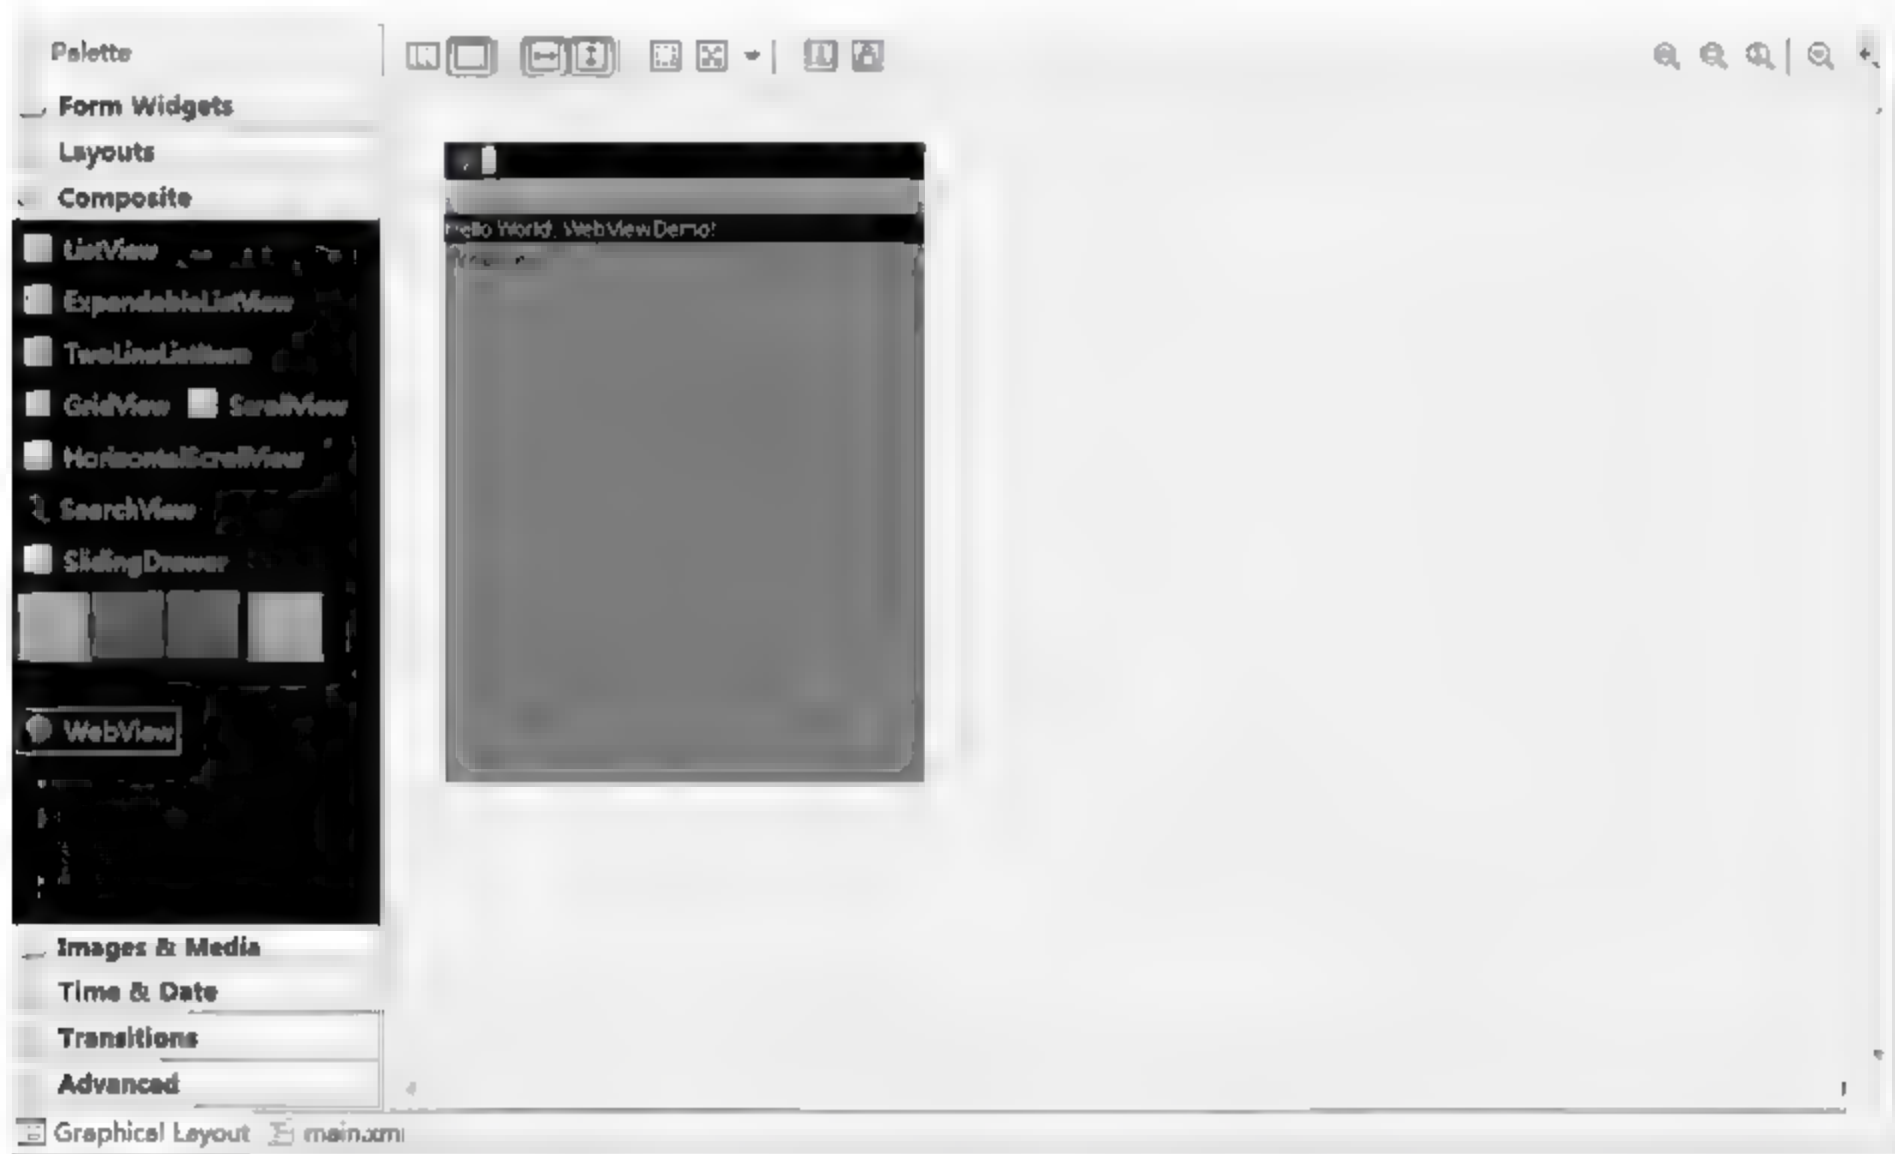 Palette
Form Widgets
Layouts
Composite
ListView
ExpandableListView
TwoLineListItem
GridView ScrollView
HorizontalScrollView
SearchView
SlidingDrawer
WebView
Images & Media
Time & Date
Transitions
Advanced
Graphical Layout main.xml
Hello World, WebViewDemo!